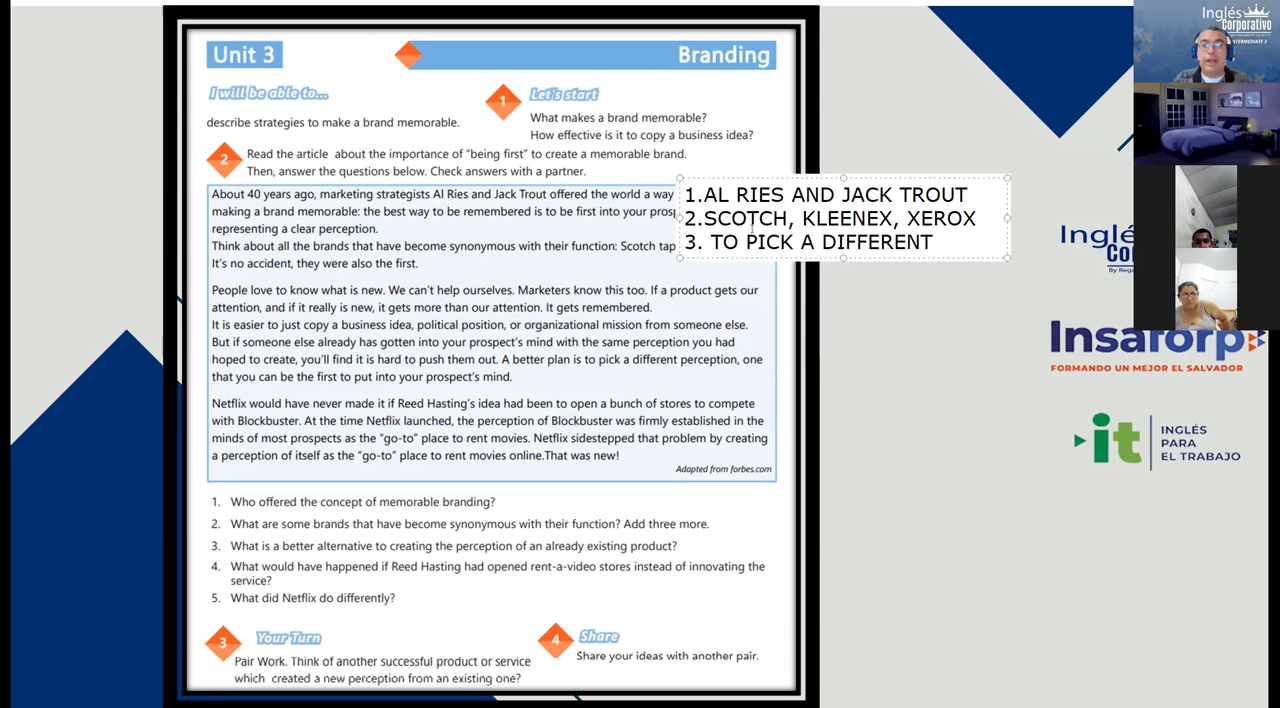 Unit 3
Branding
I will be able to...
describe strategies to make a brand memorable.
1
Let's start
What makes a brand memorable?
How effective is it to copy a business idea?
2
Read the article about the importance of "being first" to create a memorable brand.
Then, answer the questions below. Check answers with a partner.
About 40 years ago, marketing strategists Al Ries and Jack Trout offered the world a way
making a brand memorable: the best way to be remembered is to be first into your
representing a clear perception.
Think about all the brands that have become synonymous with their function: Scotch
It's no accident, they were also the first.
People love to know what is new. We can't help ourselves. Marketers know this too. If a product gets our
attention, and if it really is new, it gets more than our attention. It gets remembered.
It is easier to just copy a business idea, political position, or organizational mission from someone else.
But if someone else already has gotten into your prospect's mind with the same perception you had
hoped to create, you'll find it is hard to push them out. A better plan is to pick a different perception, one
that you can be the first to put into your prospect's mind.
Netflix would have never made it if Reed Hasting's idea had been to open a bunch of stores to compete
with Blockbuster. At the time Netflix launched, the perception of Blockbuster was firmly established in the
minds of most prospects as the "go-to" place to rent movies. Netflix sidestepped that problem by creating
a perception of itself as the "go-to" place to rent movies online.That was new!
Adapted from forbes.com
1. Who offered the concept of memorable branding?
2. What are some brands that have become synonymous with their function? Add three more.
3. What is a better alternative to creating the perception of an already existing product?
4. What would have happened if Reed Hasting had opened rent-a-video stores instead of innovating the
service?
5. What did Netflix do differently?
3
Your Turn
Pair Work. Think of another successful product or service
which created a new perception from an existing one?
4
Share
Share your ideas with another pair.
1.AL RIES AND JACK TROUT
2.SCOTCH, KLEENEX, XEROX
3. TO PICK A DIFFERENT
Inglés
Corporativo
INTERMEDIATE 3
Insaforp
FORMANDO UN MEJOR EL SALVADOR
it
INGLÉS
PARA
EL TRABAJO